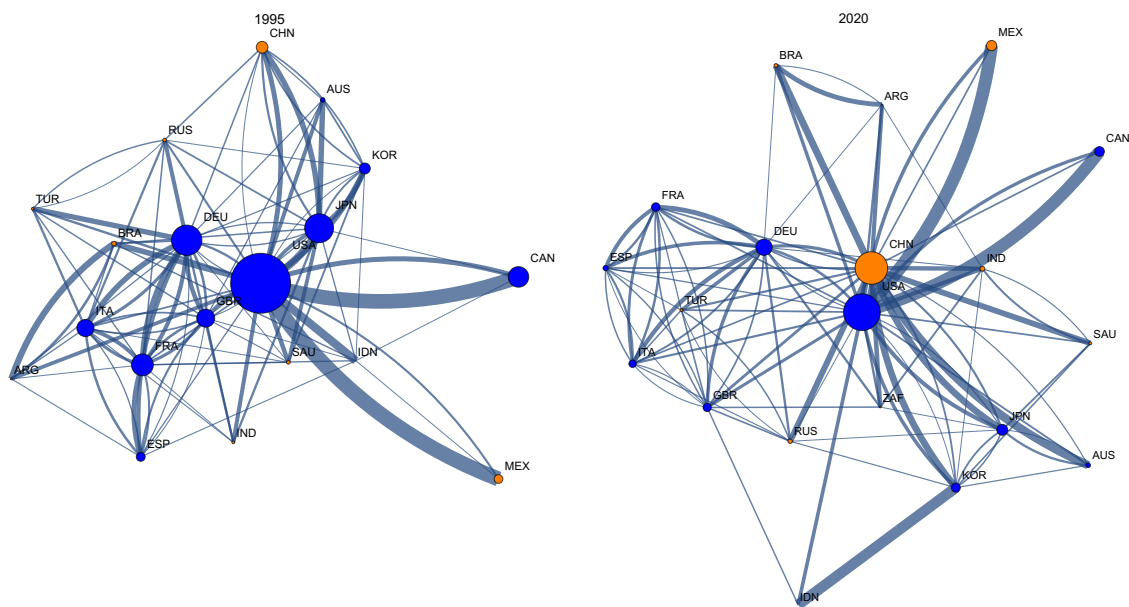 1995
CHN
AUS
RUS
KOR
TUR
DEU
JPN
BRA
USA
CAN
GBR
ITA
FRA
SAU
IDN
ARG
IND
ESP
MEX
2020
MEX
BRA
ARG
CAN
FRA
DEU
CHN
ESP
IND
USA
TUR
SAU
ITA
GBR
ZAF
JPN
RUS
AUS
KOR
IDN